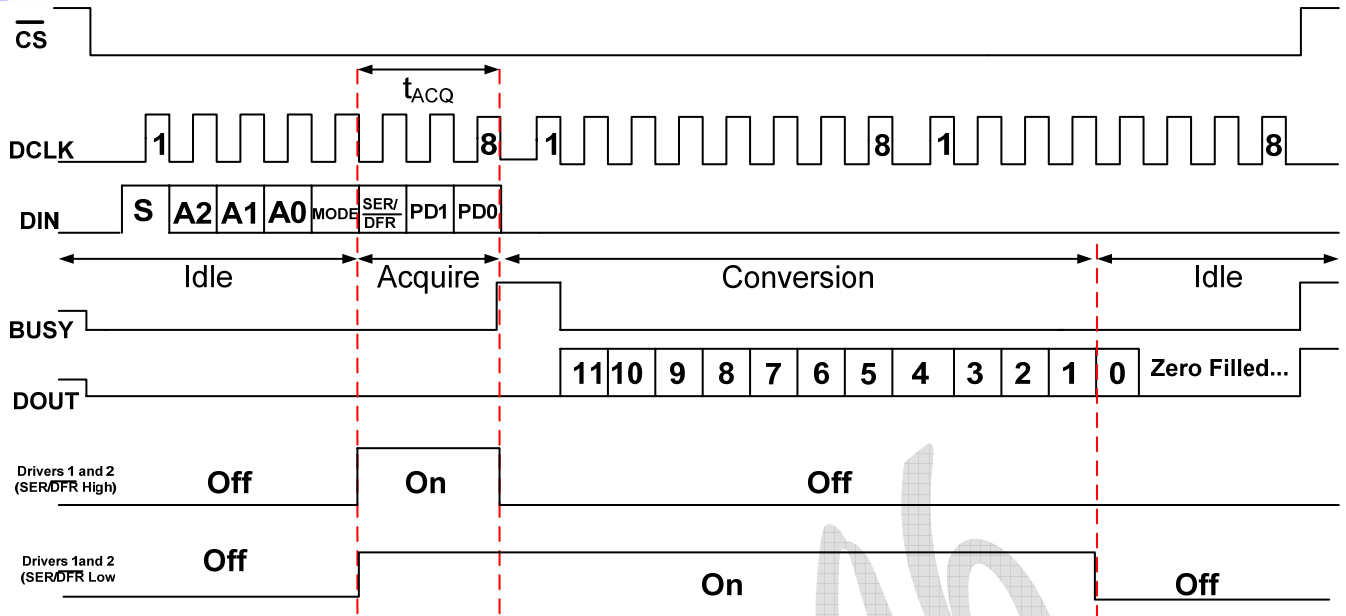 CS
tACQ
DCLK 1 8 1 8 1 8
DIN S A2 A1 A0 MODE SER/DFR PD1 PD0
Idle Acquire Conversion Idle
BUSY
DOUT 11 10 9 8 7 6 5 4 3 2 1 0 Zero Filled...
Drivers 1 and 2
(SER/DFR High)
Off On Off
Drivers 1and 2
(SER/DFR Low
Off On Off